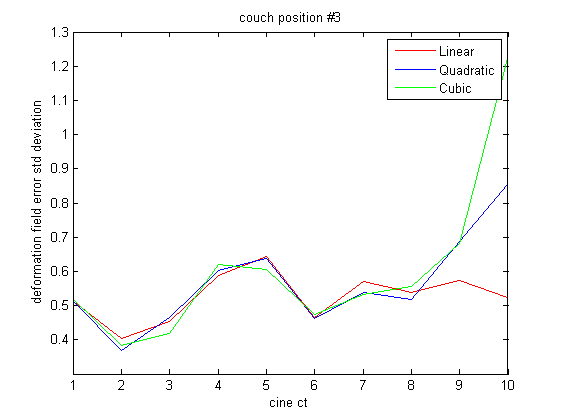 couch position #3
1.3
1.2
1.1
1
0.9
0.8
0.7
0.6
0.5
0.4
deformation field error std deviation
Linear
Quadratic
Cubic
1 2 3 4 5 6 7 8 9 10
cine ct